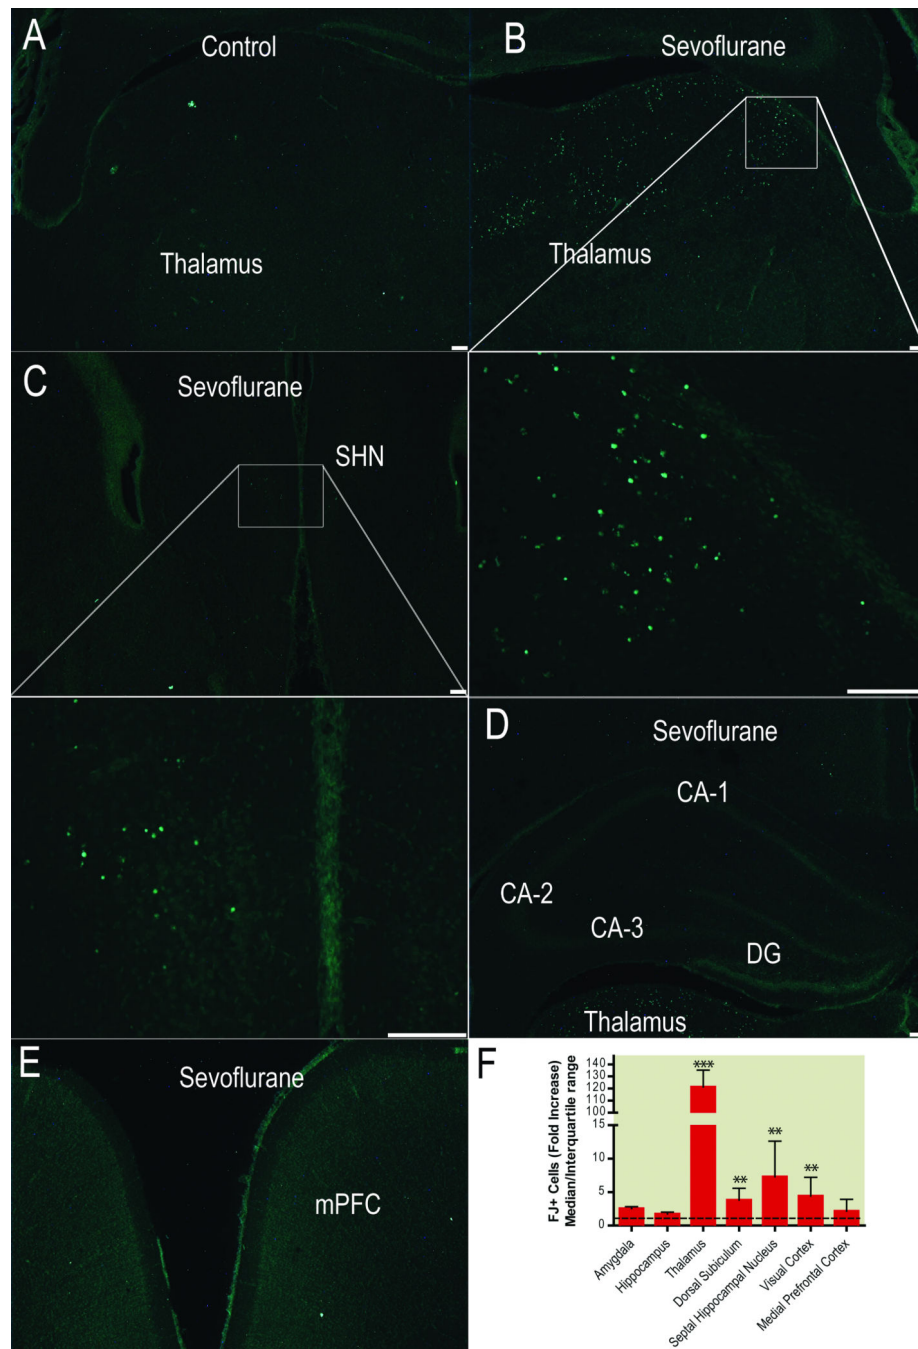 A
Control
Thalamus
B
Sevoflurane
Thalamus
C
Sevoflurane
SHN
D
Sevoflurane
CA-1
CA-2
CA-3
DG
Thalamus
E
Sevoflurane
mPFC
F
FJ+ Cells (Fold Increase)
Median/Interquartile range
140
130
120
110
100
15
10
5
0
***
**
**
**
Amygdala
Hippocampus
Thalamus
Dorsal Subiculum
Septal Hippocampal Nucleus
Visual Cortex
Medial Prefrontal Cortex